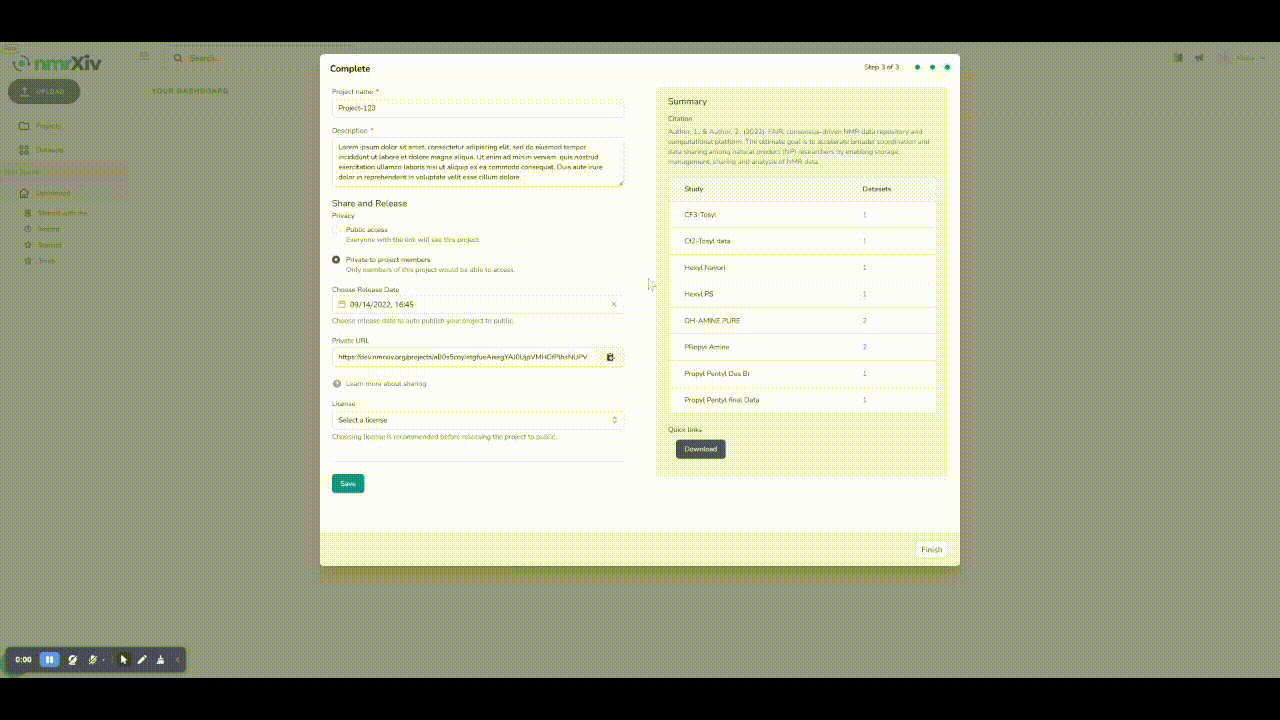 Beta
nmrXiv
Search...
UPLOAD
YOUR DASHBOARD
Projects
Datasets
Dashboard
Shared with me
Recent
Starred
Trash
Complete
Step 3 of 3
Project name *
Project-123
Description *
Lorem ipsum dolor sit amet, consectetur adipiscing elit, sed do eiusmod tempor
incididunt ut labore et dolore magna aliqua. Ut enim ad minim veniam, quis nostrud
exercitation ullamco laboris nisi ut aliquip ex ea commodo consequat. Duis aute irure
dolor in reprehenderit in voluptate velit esse cillum dolore
Share and Release
Privacy
Public access
Everyone with the link will see this project.
Private to project members
Only members of this project would be able to access.
Choose Release Date
09/14/2022, 16:45
Choose release date to auto publish your project to public.
Private URL
Learn more about sharing
License
Select a license
Choosing license is recommended before releasing the project to public.
Save
Summary
Citation
Author, 1., & Author, 2. (2022). FAIR, consensus-driven NMR data repository and
computational platform. The ultimate goal is to accelerate broader coordination and
data sharing among natural product (NP) researchers by enabling storage,
management, sharing and analysis of NMR data.
Study Datasets
CF3-Tosyl 1
Cf2-Tosyl data 1
Hexyl Nayori 1
Hexyl PS 1
OH-AMINE PURE 2
PRopyl Amine 2
Propyl Pentyl Des Br 1
Propyl Pentyl final Data 1
Quick links
Download
Finish
0:00